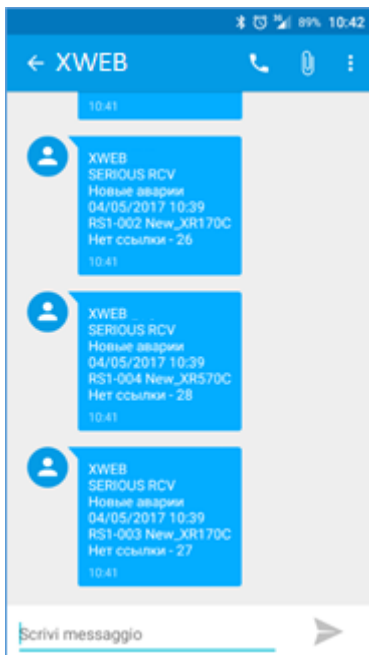 89% 10:42
XWEB
10:41
XWEB
SERIOUS RCV
Новые аварии
04/05/2017 10:39
RS1-002 New_XR170C
Нет ссылки - 26
10:41
XWEB
SERIOUS RCV
Новые аварии
04/05/2017 10:39
RS1-004 New_XR570C
Нет ссылки - 28
10:41
XWEB
SERIOUS RCV
Новые аварии
04/05/2017 10:39
RS1-003 New_XR170C
Нет ссылки - 27
10:41
Scrivi messaggio